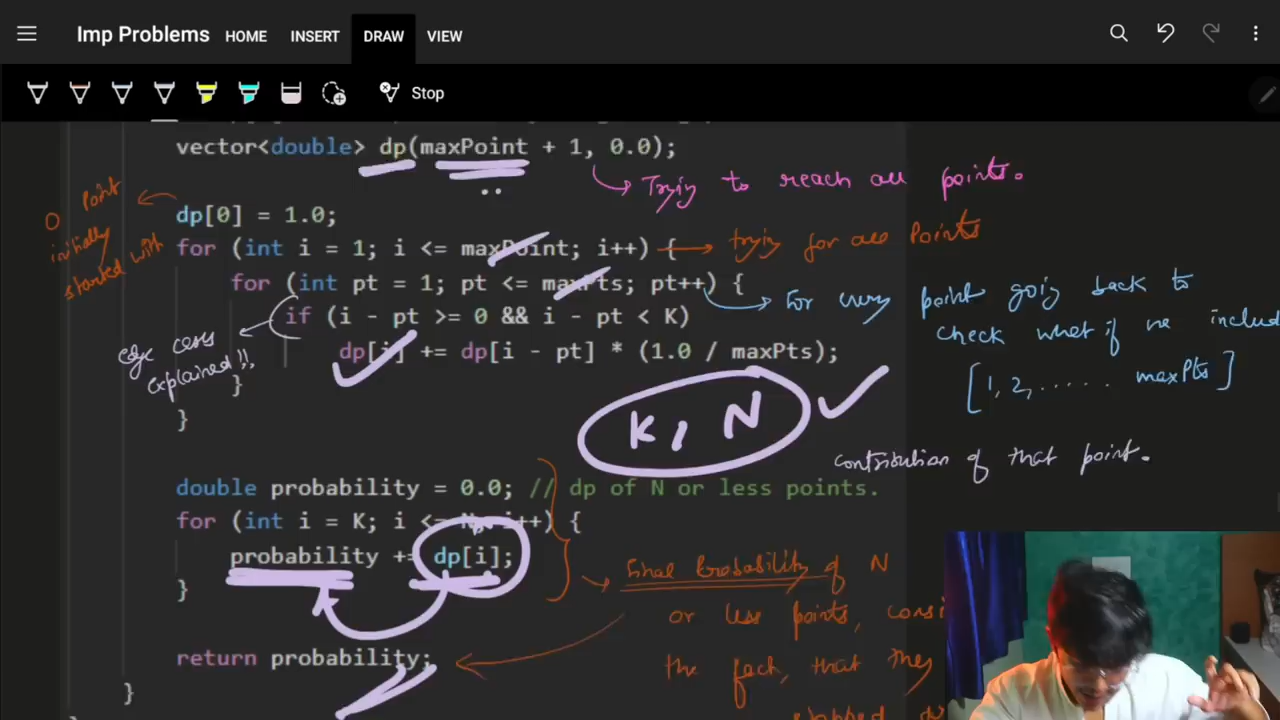 Imp Problems HOME INSERT DRAW VIEW
Stop
vector<double> dp(maxPoint + 1, 0.0);
Trying to reach all points.
0 Point
initially
started with
dp[0] = 1.0;
for (int i = 1; i <= maxPoint; i++) {
trying for all Points
for (int pt = 1; pt <= maxPts; pt++) {
For every point going back to
check what if we include
[1, 2, ...... maxPts]
if (i - pt >= 0 && i - pt < K)
edge cases
explained!!
dp[i] += dp[i - pt] * (1.0 / maxPts);
}
}
K, N
contribution of that point.
double probability = 0.0; // dp of N or less points.
for (int i = K; i <= N; i++) {
probability += dp[i];
}
Final Probability of N
or less points, consi
the fact, that they
stopped
return probability;
}